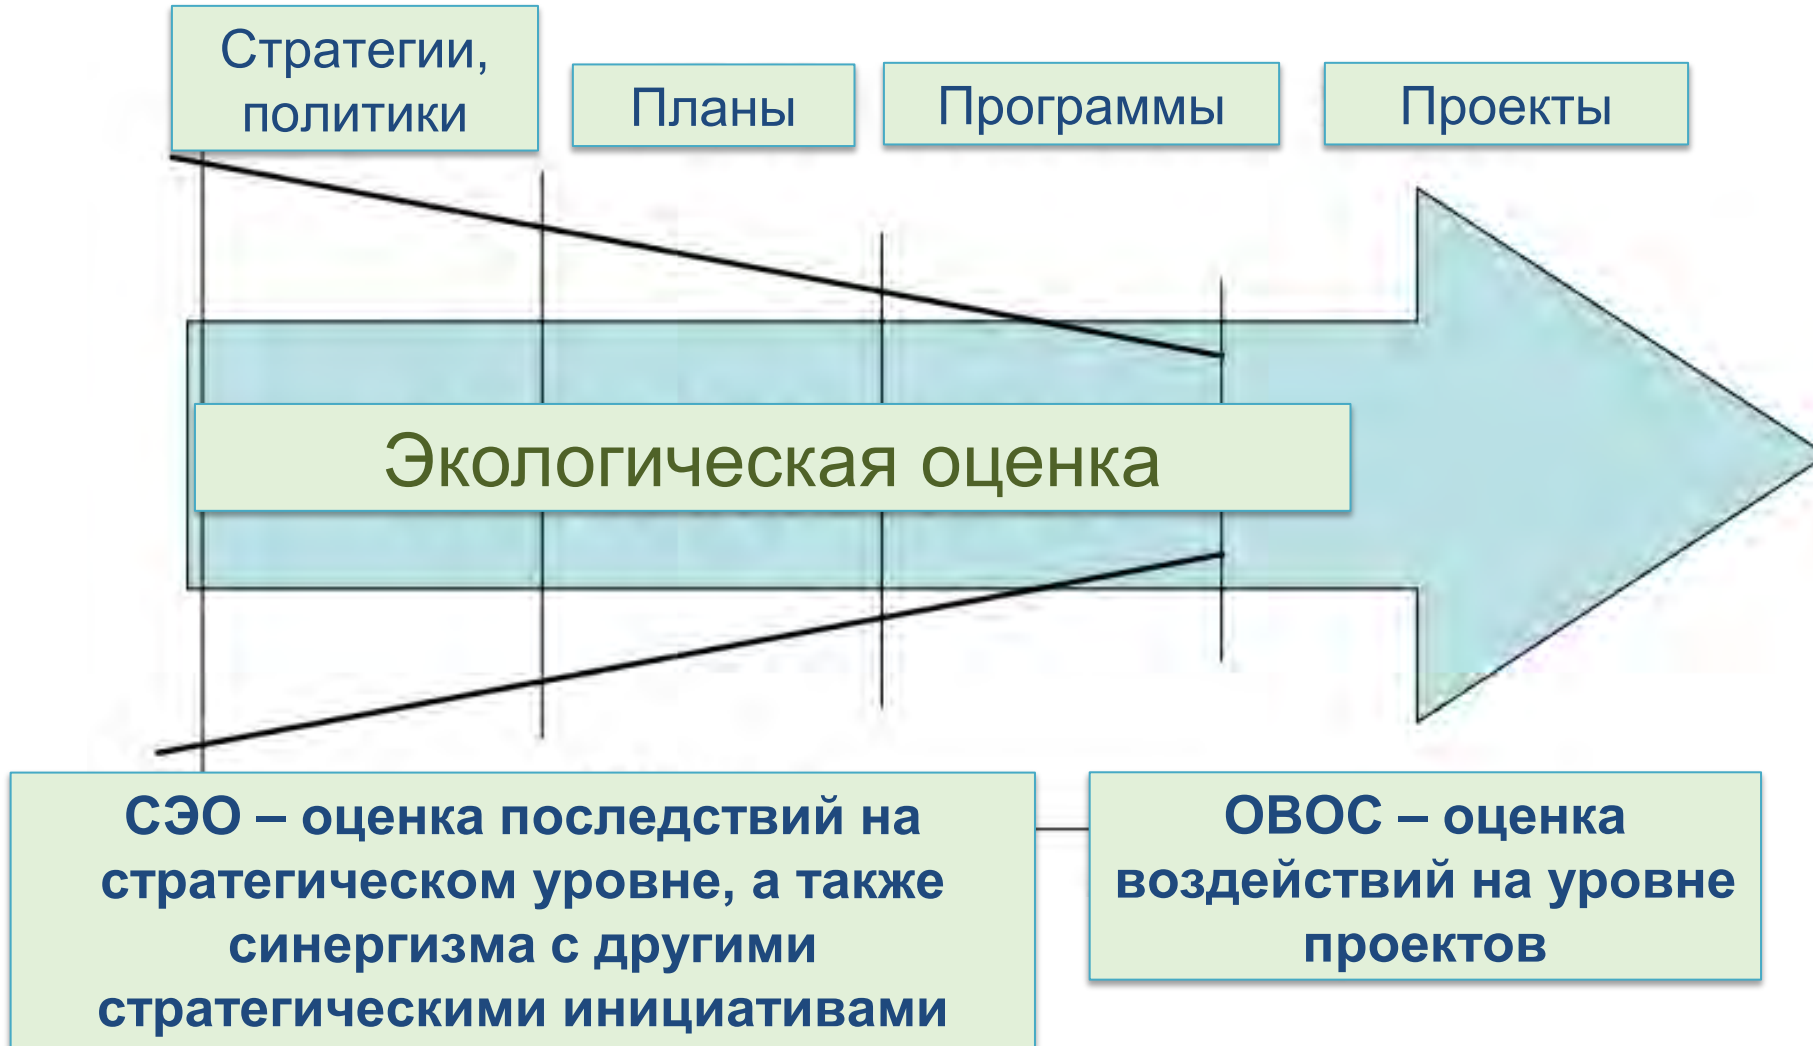 Стратегии,
политики
Планы
Программы
Проекты
Экологическая оценка
СЭО – оценка последствий на
стратегическом уровне, а также
синергизма с другими
стратегическими инициативами
ОВОС – оценка
воздействий на уровне
проектов